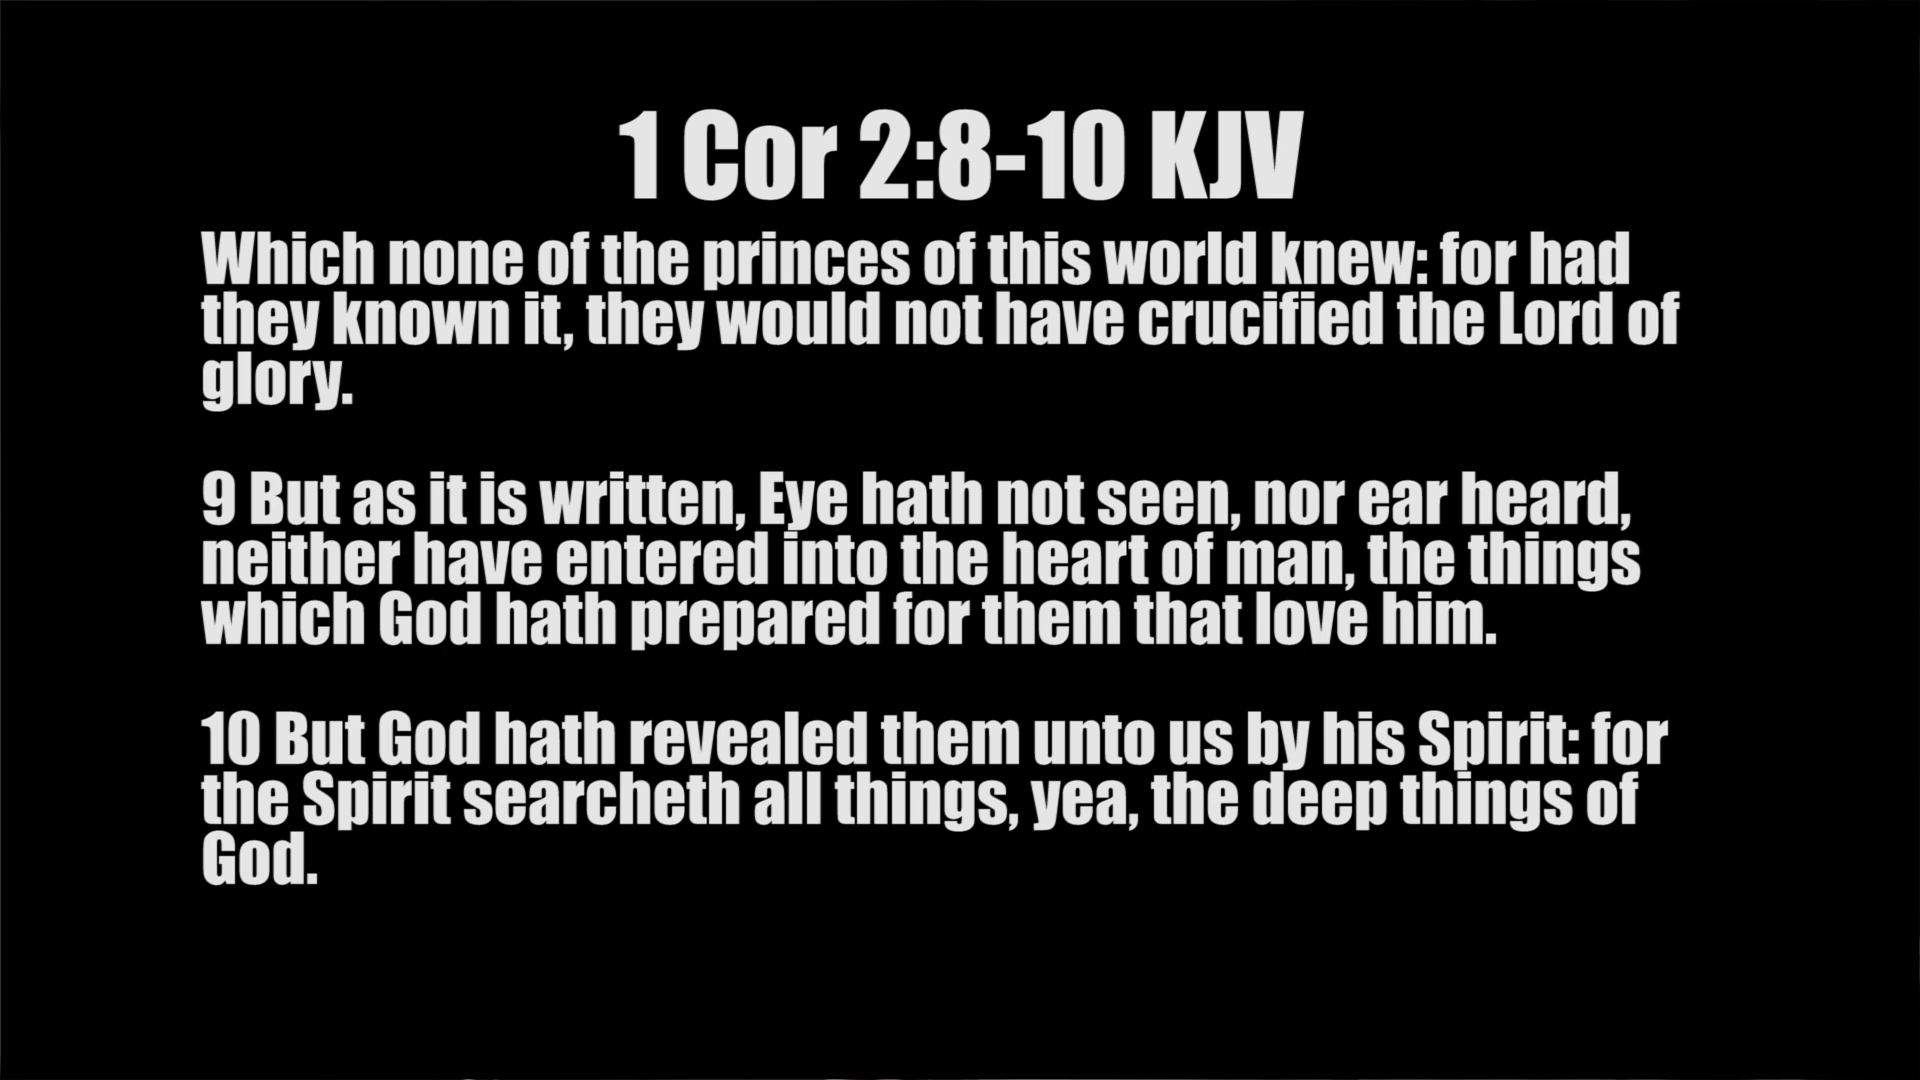 1 Cor 2:8-10 KJV
Which none of the princes of this world knew: for had
they known it, they would not have crucified the Lord of
glory.
9 But as it is written, Eye hath not seen, nor ear heard,
neither have entered into the heart of man, the things
which God hath prepared for them that love him.
10 But God hath revealed them unto us by his Spirit: for
the Spirit searcheth all things, yea, the deep things of
God.